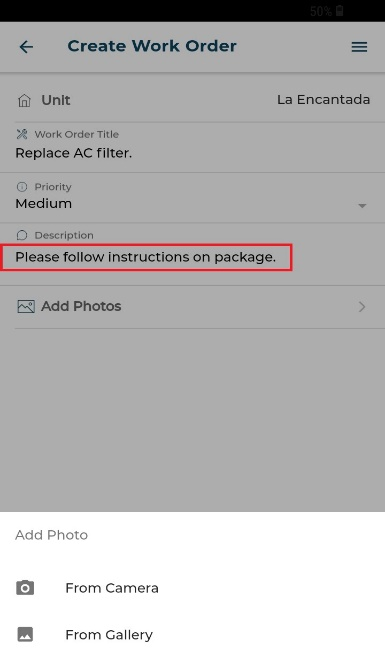 50%
Create Work Order
Unit La Encantada
Work Order Title
Replace AC filter.
Priority
Medium
Description
Please follow instructions on package.
Add Photos
Add Photo
From Camera
From Gallery